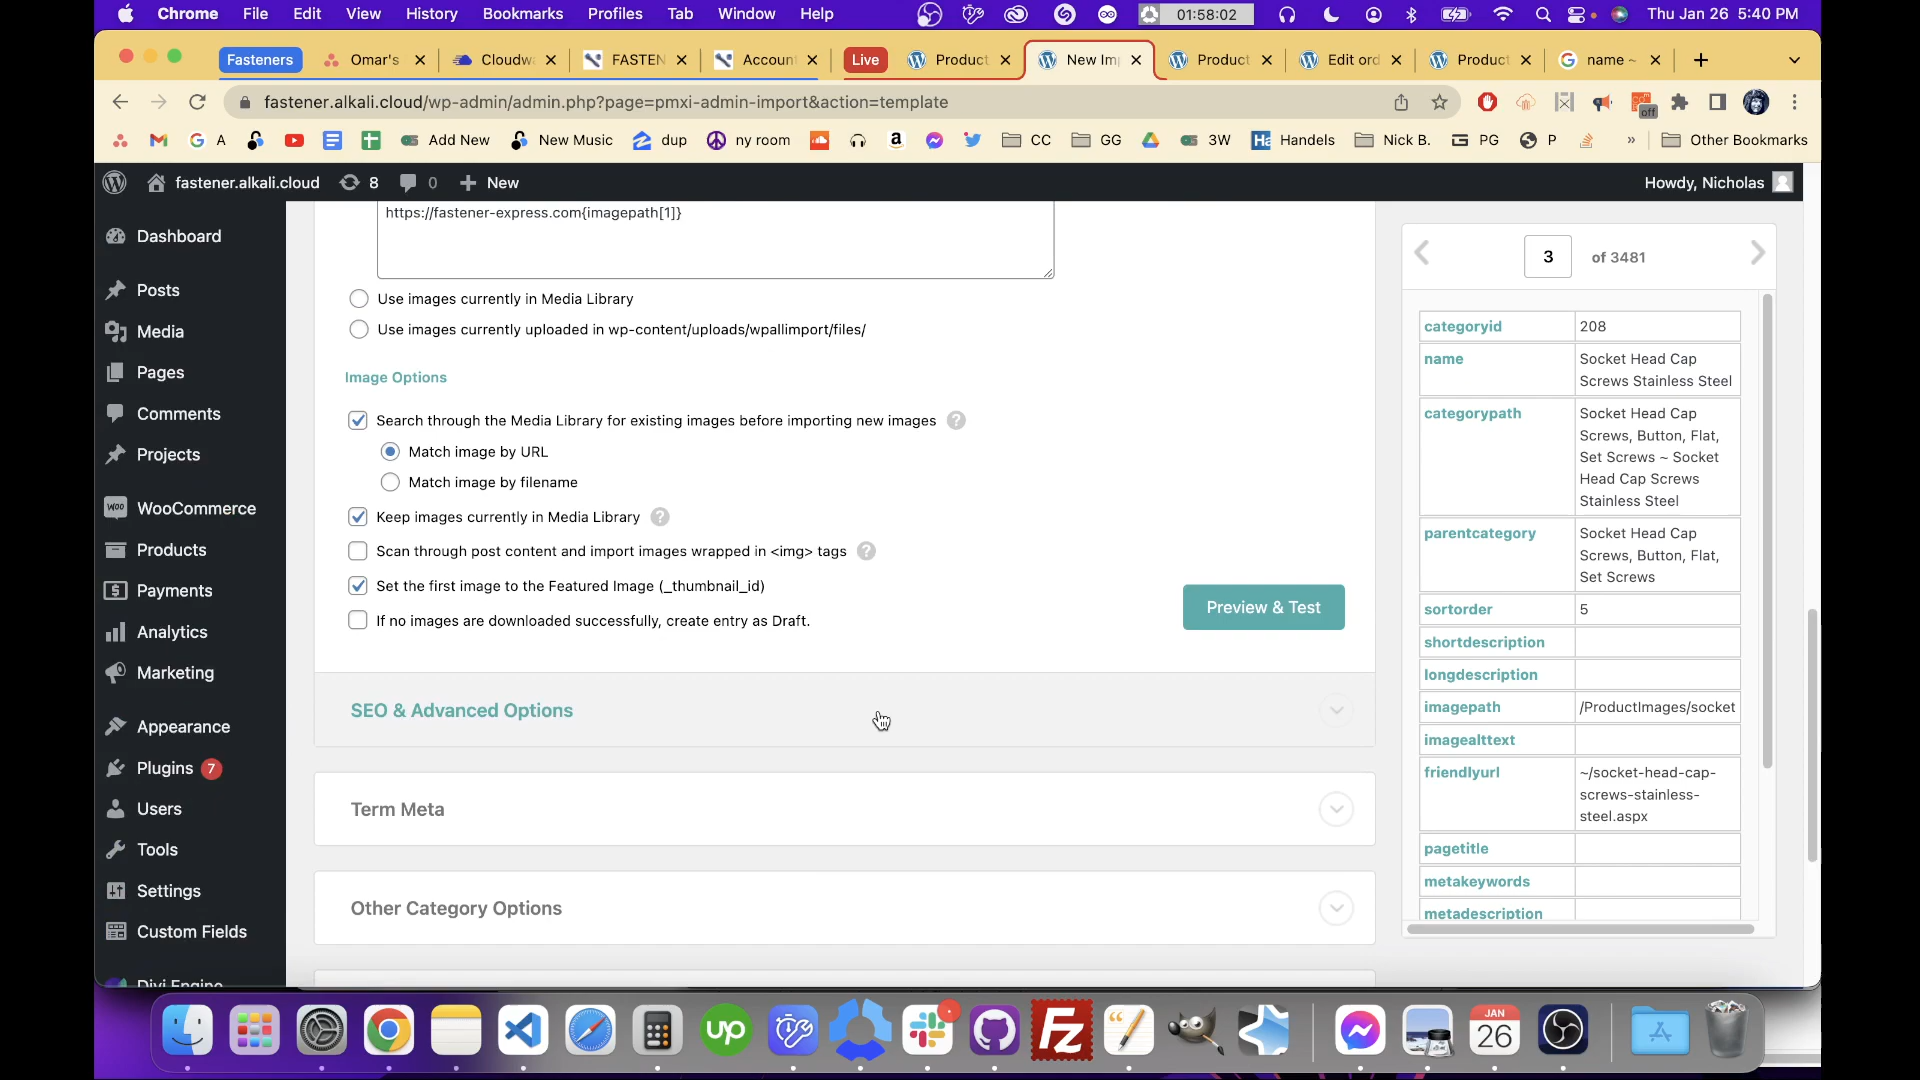 Chrome File Edit View History Bookmarks Profiles Tab Window Help 01:58:02 Thu Jan 26 5:40 PM
Fasteners Omar's Cloudwa FASTEN Account Live Product New Im Product Edit ord Product name ~
fastener.alkali.cloud/wp-admin/admin.php?page=pmxi-admin-import&action=template off
G A Add New New Music dup ny room a CC GG 3W Ha Handels Nick B. PG P » Other Bookmarks
fastener.alkali.cloud 8 0 New Howdy, Nicholas
Dashboard
Posts
Media
Pages
Comments
Projects
WooCommerce
Products
Payments
Analytics
Marketing
Appearance
Plugins 7
Users
Tools
Settings
Custom Fields
Divi Engine
https://fastener-express.com{imagepath[1]}
Use images currently in Media Library
Use images currently uploaded in wp-content/uploads/wpallimport/files/
Image Options
Search through the Media Library for existing images before importing new images ?
Match image by URL
Match image by filename
Keep images currently in Media Library ?
Scan through post content and import images wrapped in <img> tags ?
Set the first image to the Featured Image (_thumbnail_id)
If no images are downloaded successfully, create entry as Draft.
Preview & Test
SEO & Advanced Options
Term Meta
Other Category Options
3 of 3481
categoryid 208
name Socket Head Cap
Screws Stainless Steel
categorypath Socket Head Cap
Screws, Button, Flat,
Set Screws ~ Socket
Head Cap Screws
Stainless Steel
parentcategory Socket Head Cap
Screws, Button, Flat,
Set Screws
sortorder 5
shortdescription
longdescription
imagepath /ProductImages/socket
imagealttext
friendlyurl ~/socket-head-cap-
screws-stainless-
steel.aspx
pagetitle
metakeywords
metadescription
up Fz JAN 26